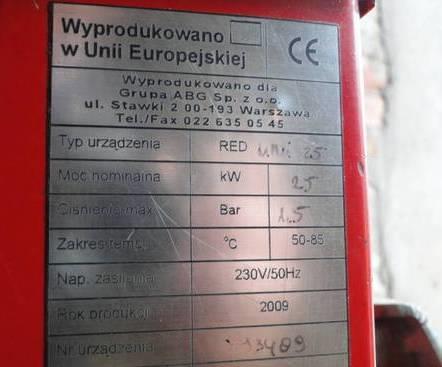 Wyprodukowano
w Unii Europejskiej
CE
Wyprodukowano dla
Grupa ABG Sp. z o.o.
ul. Stawki 2 00-193 Warszawa
Tel./Fax 022 635 05 45
Typ urządzenia RED 25
Moc nominalna kW 25
Ciśnienie max Bar 1.5
Zakres temp. °C 50-85
Nap. zasilania 230V/50Hz
Rok produkcji 2009
Nr urządzenia 13409